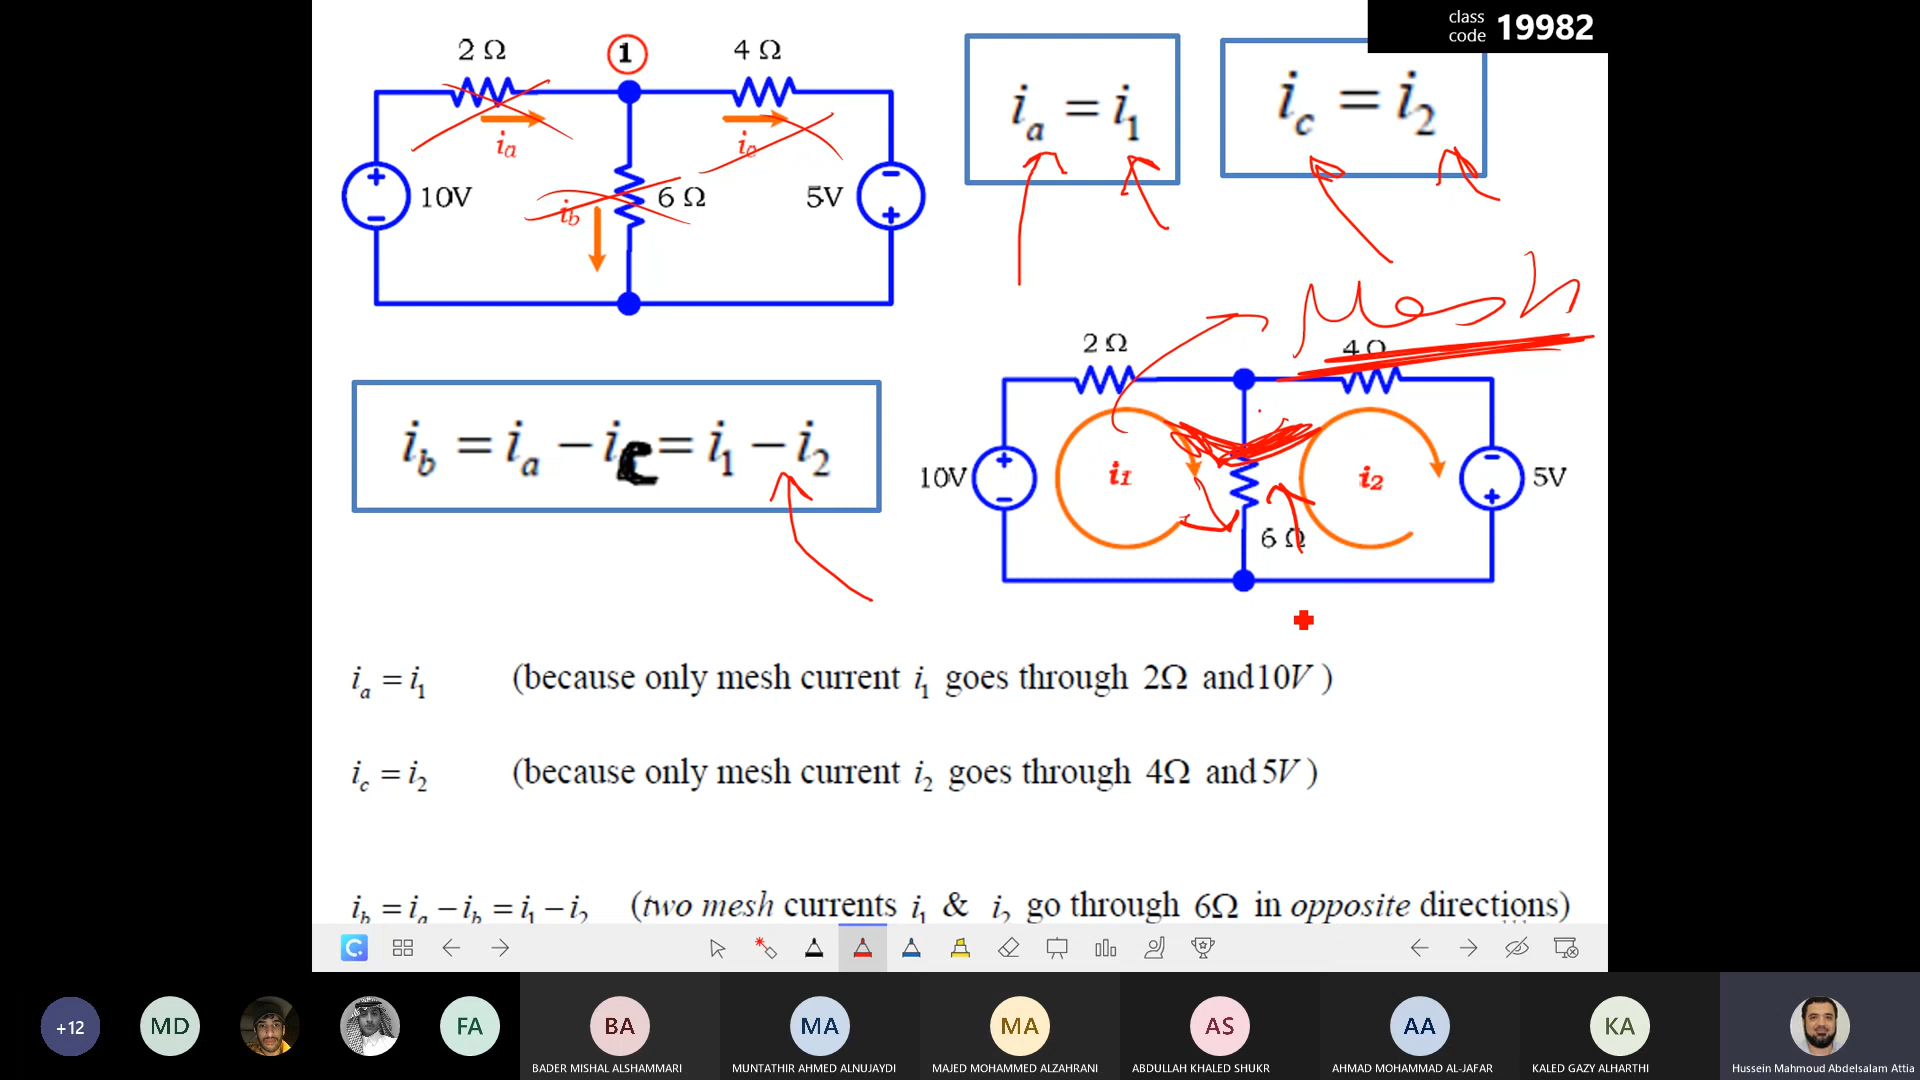 class
code 19982
2 Ω
1
4 Ω
ia
ic
10V
ib
6 Ω
5V
ia = i1
ic = i2
Mesh
2 Ω
4 Ω
ib = ia − ic = i1 − i2
10V
i1
i2
5V
6 Ω
ia = i1 (because only mesh current i1 goes through 2Ω and10V )
ic = i2 (because only mesh current i2 goes through 4Ω and 5V )
ib = ia − ib = i1 − i2 (two mesh currents i1 & i2 go through 6Ω in opposite directions)
+12
MD
FA
BA
MA
MA
AS
AA
KA
BADER MISHAL ALSHAMMARI
MUNTATHIR AHMED ALNUJAYDI
MAJED MOHAMMED ALZAHRANI
ABDULLAH KHALED SHUKR
AHMAD MOHAMMAD AL-JAFAR
KALED GAZY ALHARTHI
Hussein Mahmoud Abdelsalam Attia